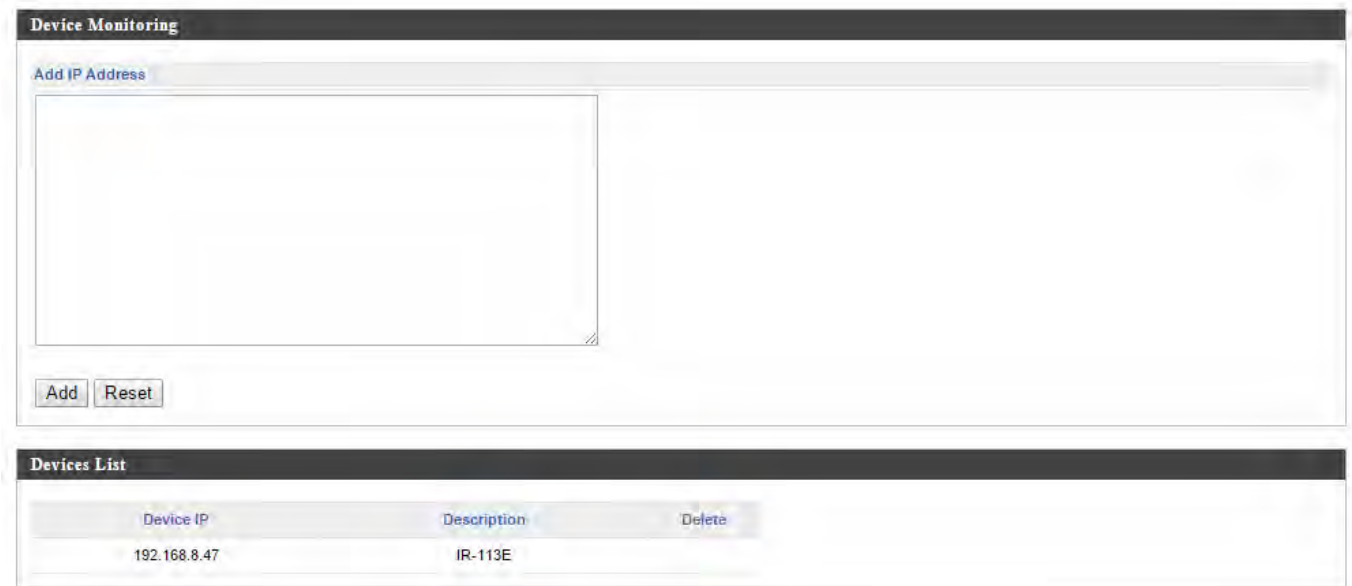 Device Monitoring
Add IP Address
Add Reset
Devices List
Device IP Description Delete
192.168.8.47 IR-113E